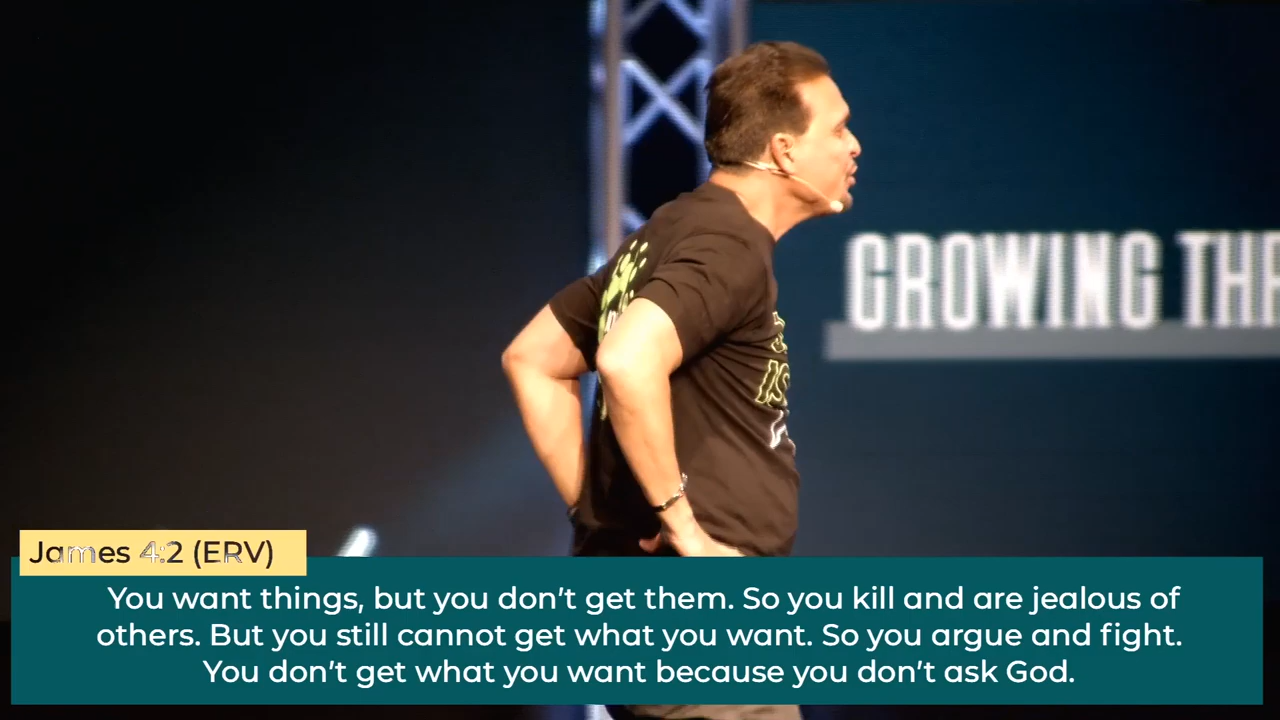 GROWING
James 4:2 (ERV)
You want things, but you don't get them. So you kill and are jealous of
others. But you still cannot get what you want. So you argue and fight.
You don't get what you want because you don't ask God.